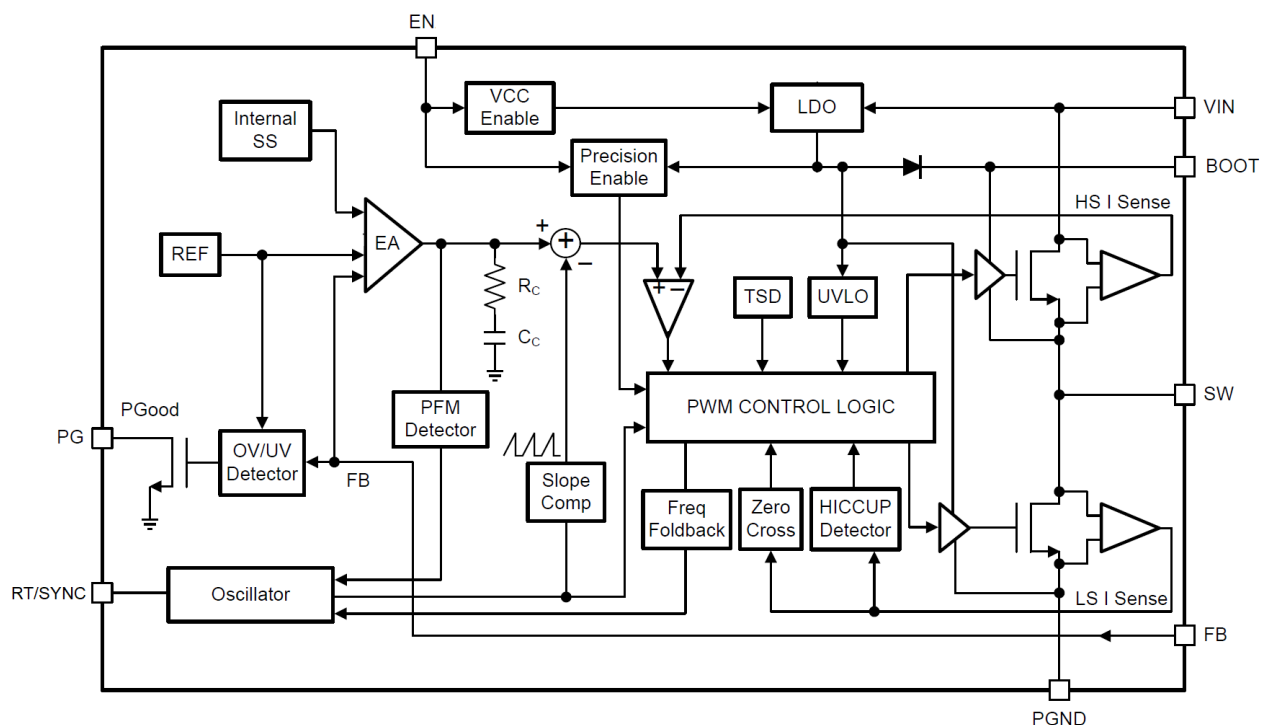 EN
VCC
Enable
LDO
VIN
Internal
SS
Precision
Enable
BOOT
HS I Sense
REF
EA
+
+
−
+
−
RC
CC
TSD
UVLO
PFM
Detector
PWM CONTROL LOGIC
SW
PGood
PG
OV/UV
Detector
FB
Slope
Comp
Freq
Foldback
Zero
Cross
HICCUP
Detector
RT/SYNC
Oscillator
LS I Sense
FB
PGND